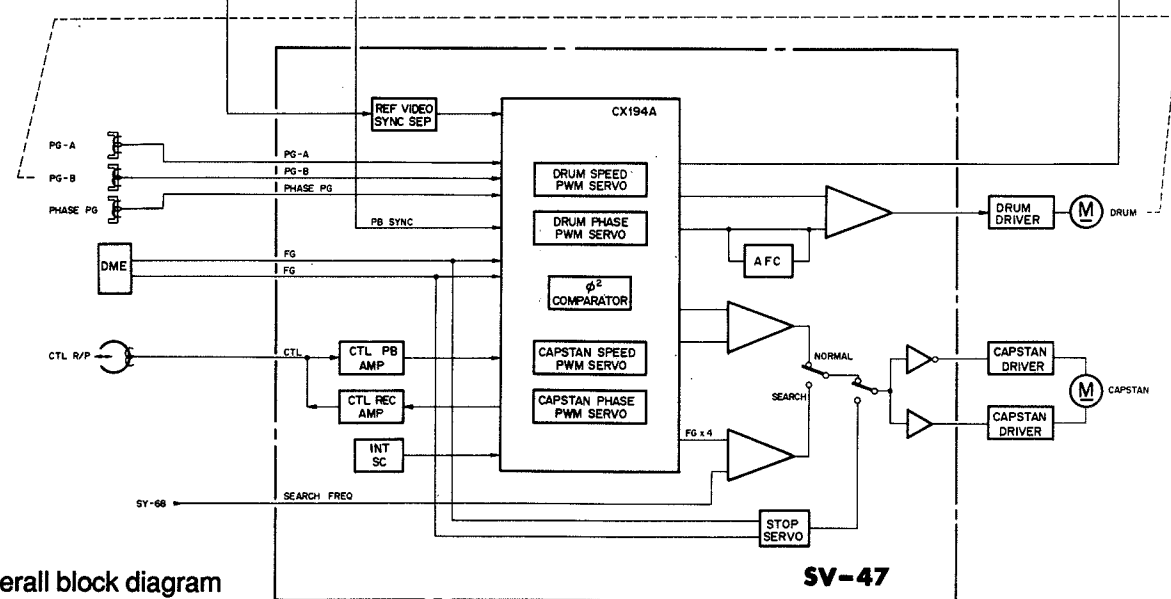 REF VIDEO
SYNC SEP
CX194A
PG-A
PG-B
PHASE PG
PG-A
PG-B
PHASE PG
PB SYNC
DME
FG
FG
CTL R/P
CTL
CTL PB
AMP
CTL REC
AMP
INT
SC
SY-68
SEARCH FREQ
DRUM SPEED
PWM SERVO
DRUM PHASE
PWM SERVO
φ2
COMPARATOR
CAPSTAN SPEED
PWM SERVO
CAPSTAN PHASE
PWM SERVO
AFC
DRUM
DRIVER
M
DRUM
NORMAL
SEARCH
FG x 4
STOP
SERVO
CAPSTAN
DRIVER
M
CAPSTAN
CAPSTAN
DRIVER
SV-47
erall block diagram